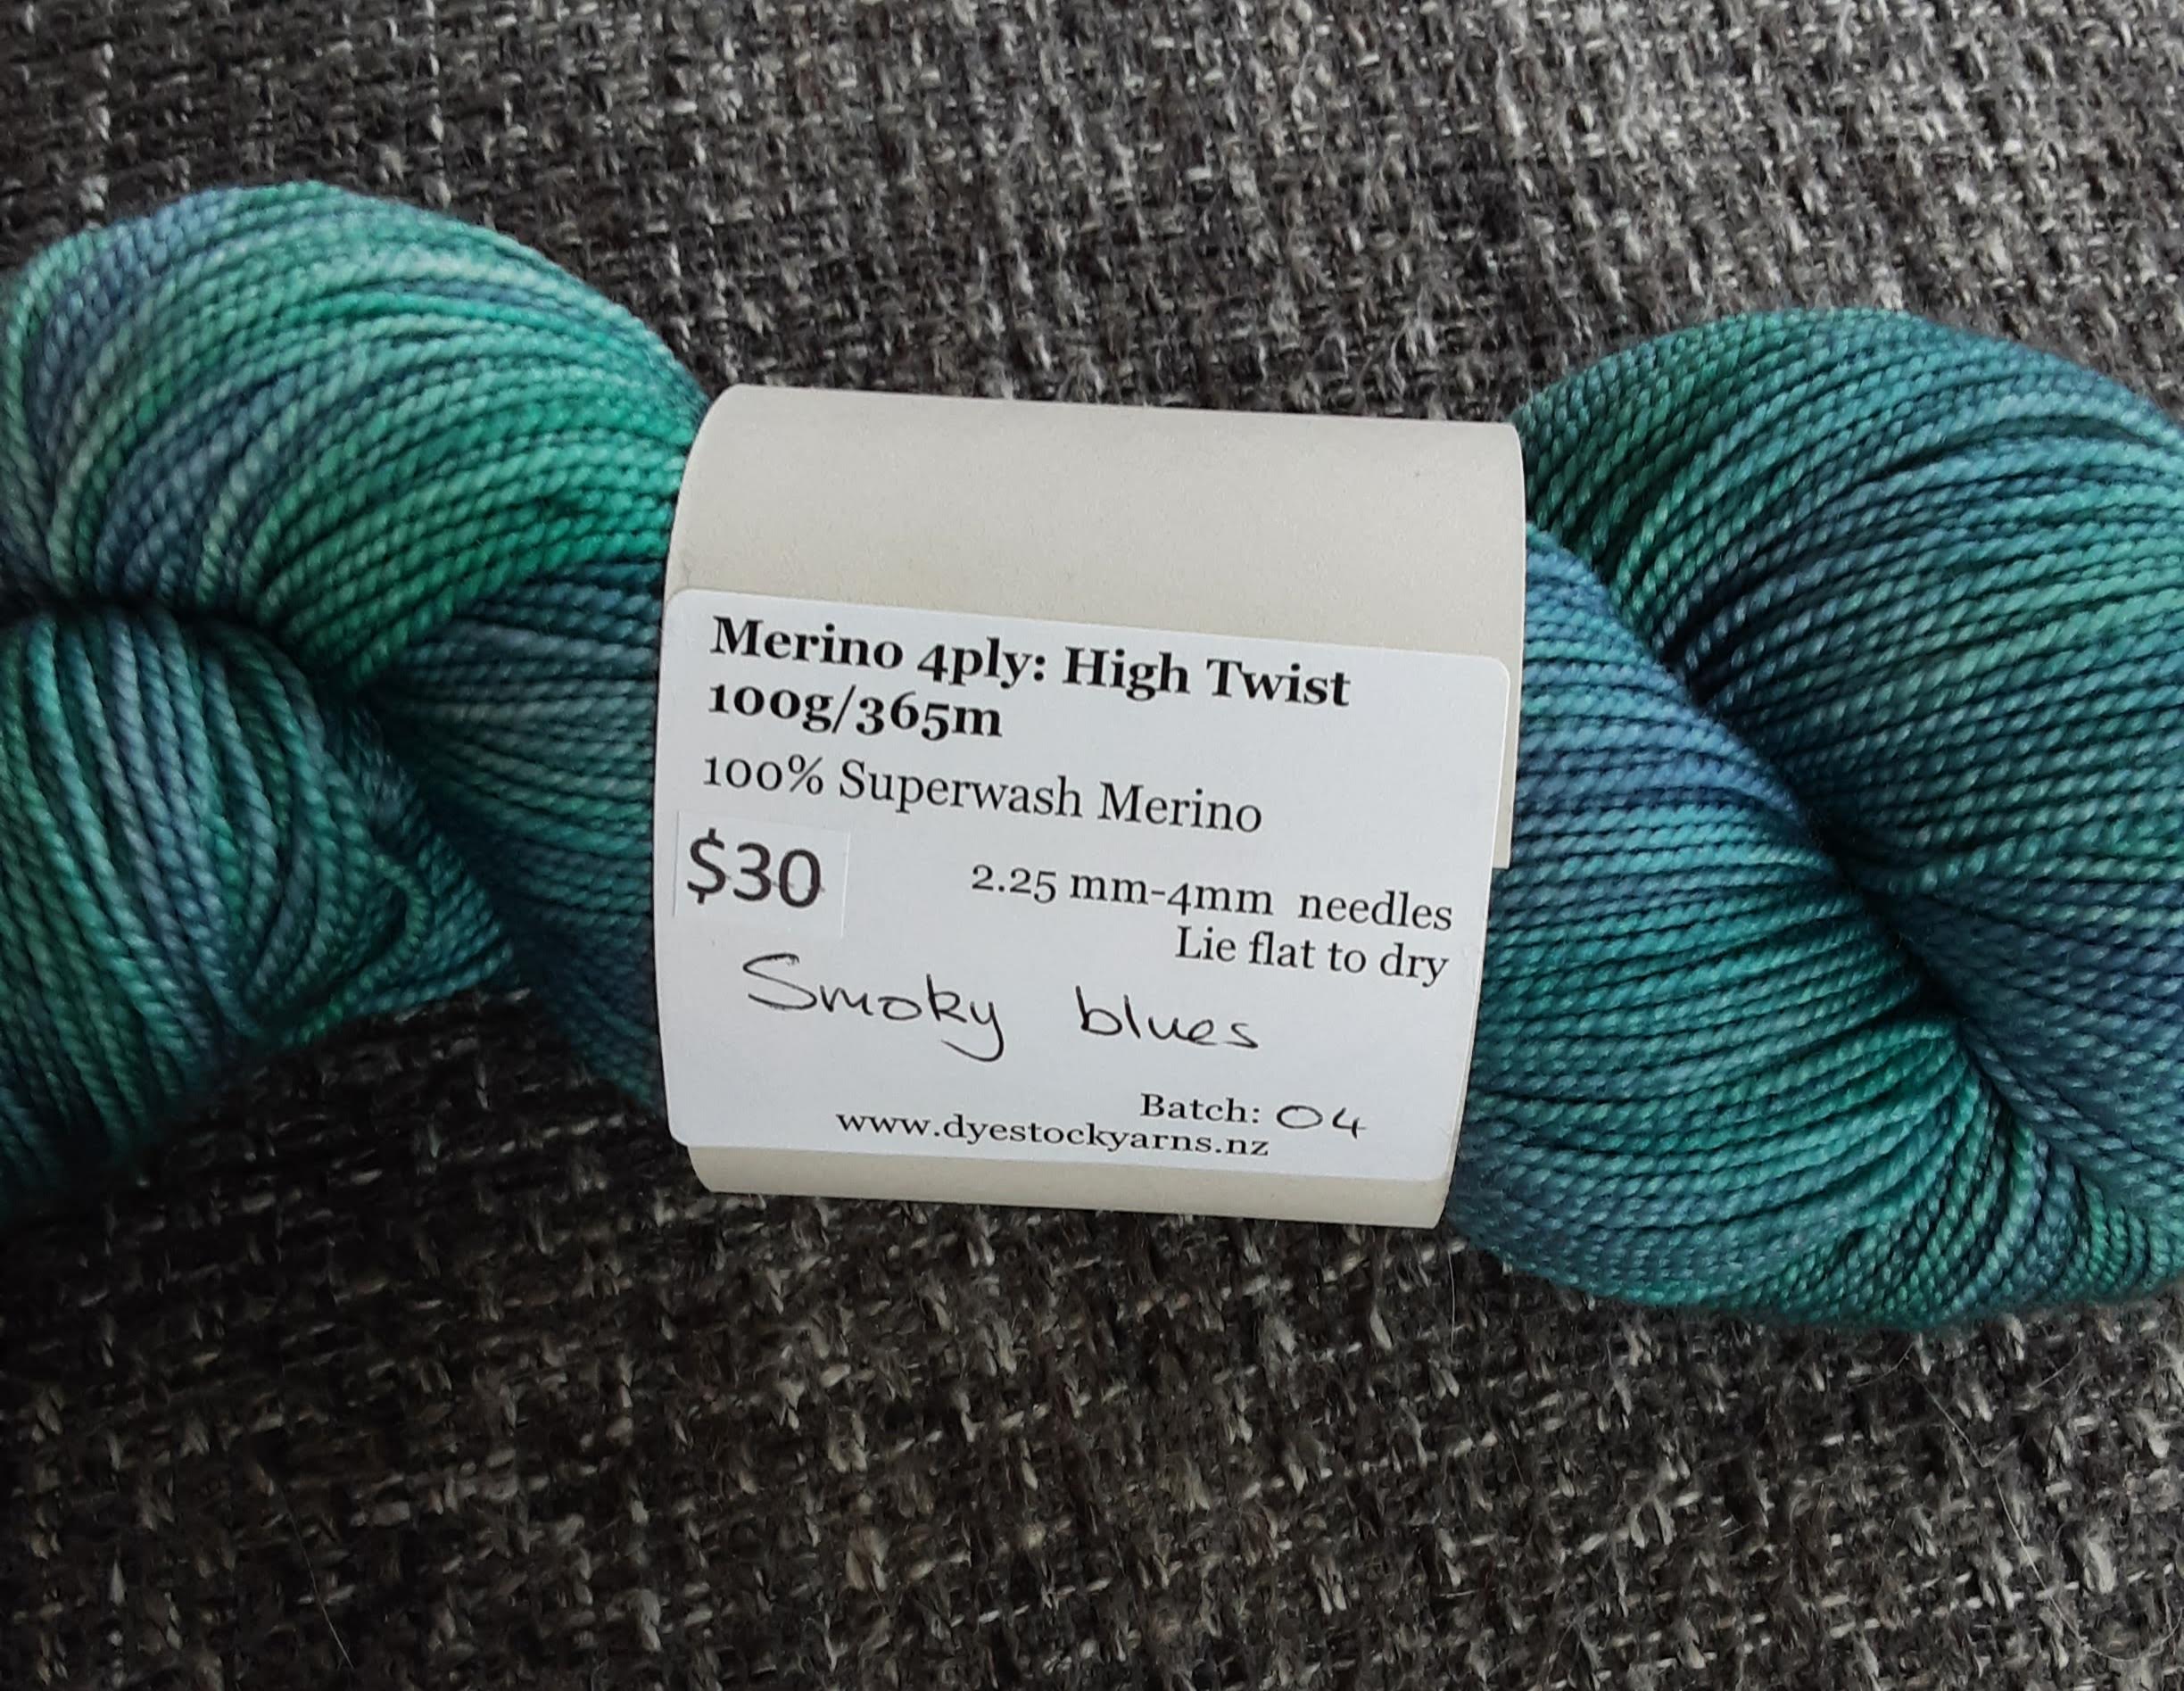 Merino 4ply: High Twist
100g/365m
100% Superwash Merino
$30
2.25 mm-4mm needles
Lie flat to dry
Smoky blues
Batch: 04
www.dyestockyarns.nz